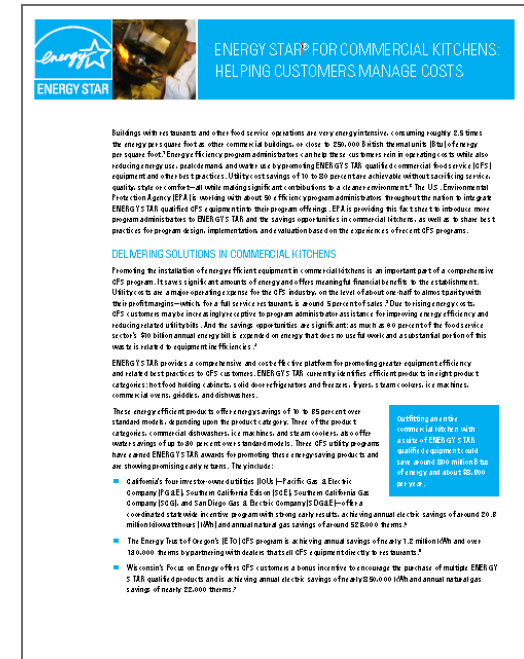 energy
ENERGY STAR
ENERGY STAR® FOR COMMERCIAL KITCHENS:
HELPING CUSTOMERS MANAGE COSTS
Buildings with restaurants and other food service operations are very energy intensive, consuming roughly 2.5 times
the energy per square foot as other commercial buildings, or close to 250,000 British thermal units (Btu) of energy
per square foot.¹ Energy efficiency program administrators can help these customers rein in operating costs while also
reducing energy use, peak demand, and water use by promoting ENERGY STAR qualified commercial food service (CFS)
equipment and other best practices. Utility cost savings of 10 to 30 percent are achievable without sacrificing service,
quality, style or comfort—all while making significant contributions to a cleaner environment.² The U.S. Environmental
Protection Agency (EPA) is working with about 50 efficiency program administrators throughout the nation to integrate
ENERGY STAR qualified CFS equipment into their program offerings. EPA is providing this fact sheet to introduce more
program administrators to ENERGY STAR and the savings opportunities in commercial kitchens, as well as to share best
practices for program design, implementation, and evaluation based on the experiences of recent CFS programs.
DELIVERING SOLUTIONS IN COMMERCIAL KITCHENS
Promoting the installation of energy efficient equipment in commercial kitchens is an important part of a comprehensive
CFS program. It saves significant amounts of energy and offers meaningful financial benefits to the establishment.
Utility costs are a major operating expense for the CFS industry, on the level of about one-half to almost parity with
their profit margins—which, for a full service restaurant, is around 5 percent of sales.³ Due to rising energy costs,
CFS customers may be increasingly receptive to program administrator assistance for improving energy efficiency and
reducing related utility bills. And the savings opportunities are significant: as much as 80 percent of the food service
sector's $10 billion annual energy bill is expended on energy that does no useful work and a substantial portion of this
waste is related to equipment inefficiencies.⁴
ENERGY STAR provides a comprehensive and cost effective platform for promoting greater equipment efficiency
and related best practices to CFS customers. ENERGY STAR currently identifies efficient products in eight product
categories: hot food holding cabinets, solid door refrigerators and freezers, fryers, steam cookers, ice machines,
commercial ovens, griddles, and dishwashers.
These energy efficient products offer energy savings of 10 to 65 percent over
standard models, depending upon the product category. Three of the product
categories, commercial dishwashers, ice machines, and steam cookers, also offer
water savings of up to 90 percent over standard models. Three CFS utility programs
have earned ENERGY STAR awards for promoting these energy-saving products and
are showing promising early returns. They include:
Outfitting an entire
commercial kitchen with
a suite of ENERGY STAR
qualified equipment could
save around 300 million Btus
of energy and about $3,600
per year.
California's four investor-owned utilities (IOUs)—Pacific Gas & Electric
Company (PG&E), Southern California Edison (SCE), Southern California Gas
Company (SCG), and San Diego Gas & Electric Company (SDG&E)—offer a
coordinated statewide incentive program with strong early results, achieving annual electric savings of around 20.8
million kilowatt hours (kWh) and annual natural gas savings of around 528,000 therms.⁵
The Energy Trust of Oregon's (ETO) CFS program is achieving annual savings of nearly 1.2 million kWh and over
180,000 therms by partnering with dealers that sell CFS equipment directly to restaurants.⁶
Wisconsin's Focus on Energy offers CFS customers a bonus incentive to encourage the purchase of multiple ENERGY
STAR qualified products and is achieving annual electric savings of nearly 850,000 kWh and annual natural gas
savings of nearly 22,000 therms.⁷